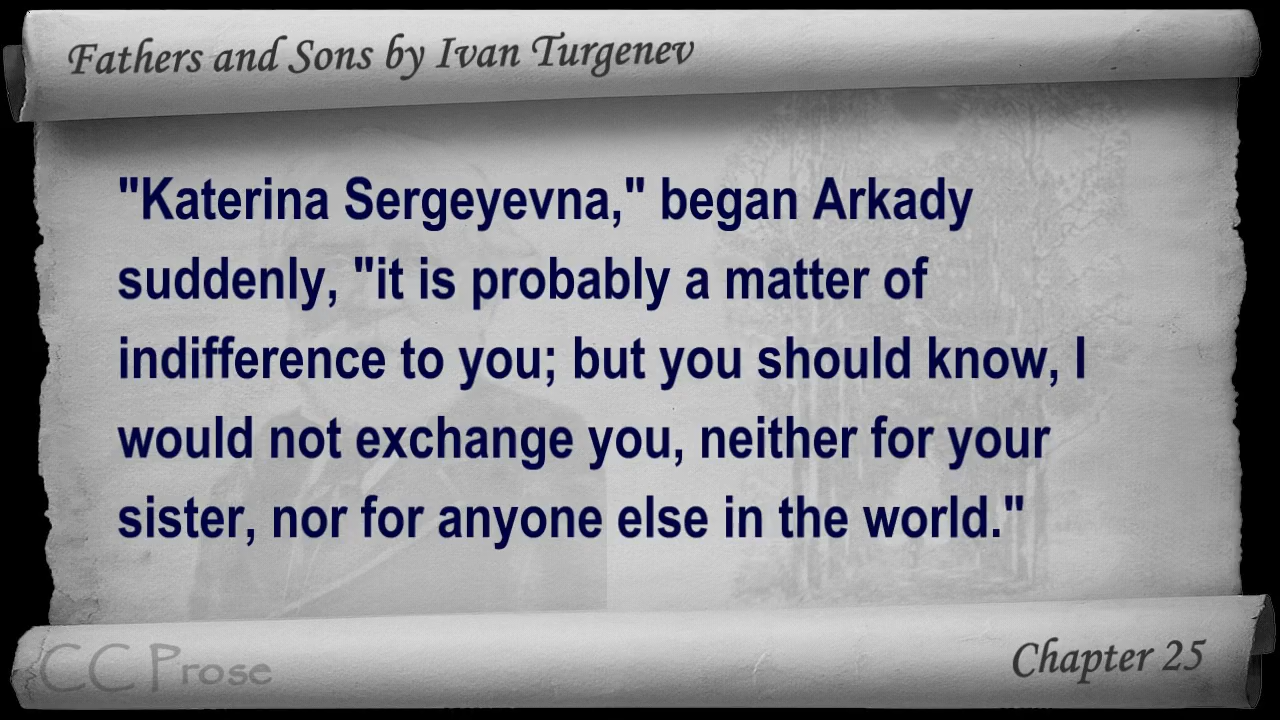 Fathers and Sons by Ivan Turgenev
"Katerina Sergeyevna," began Arkady
suddenly, "it is probably a matter of
indifference to you; but you should know, I
would not exchange you, neither for your
sister, nor for anyone else in the world."
CC Prose
Chapter 25